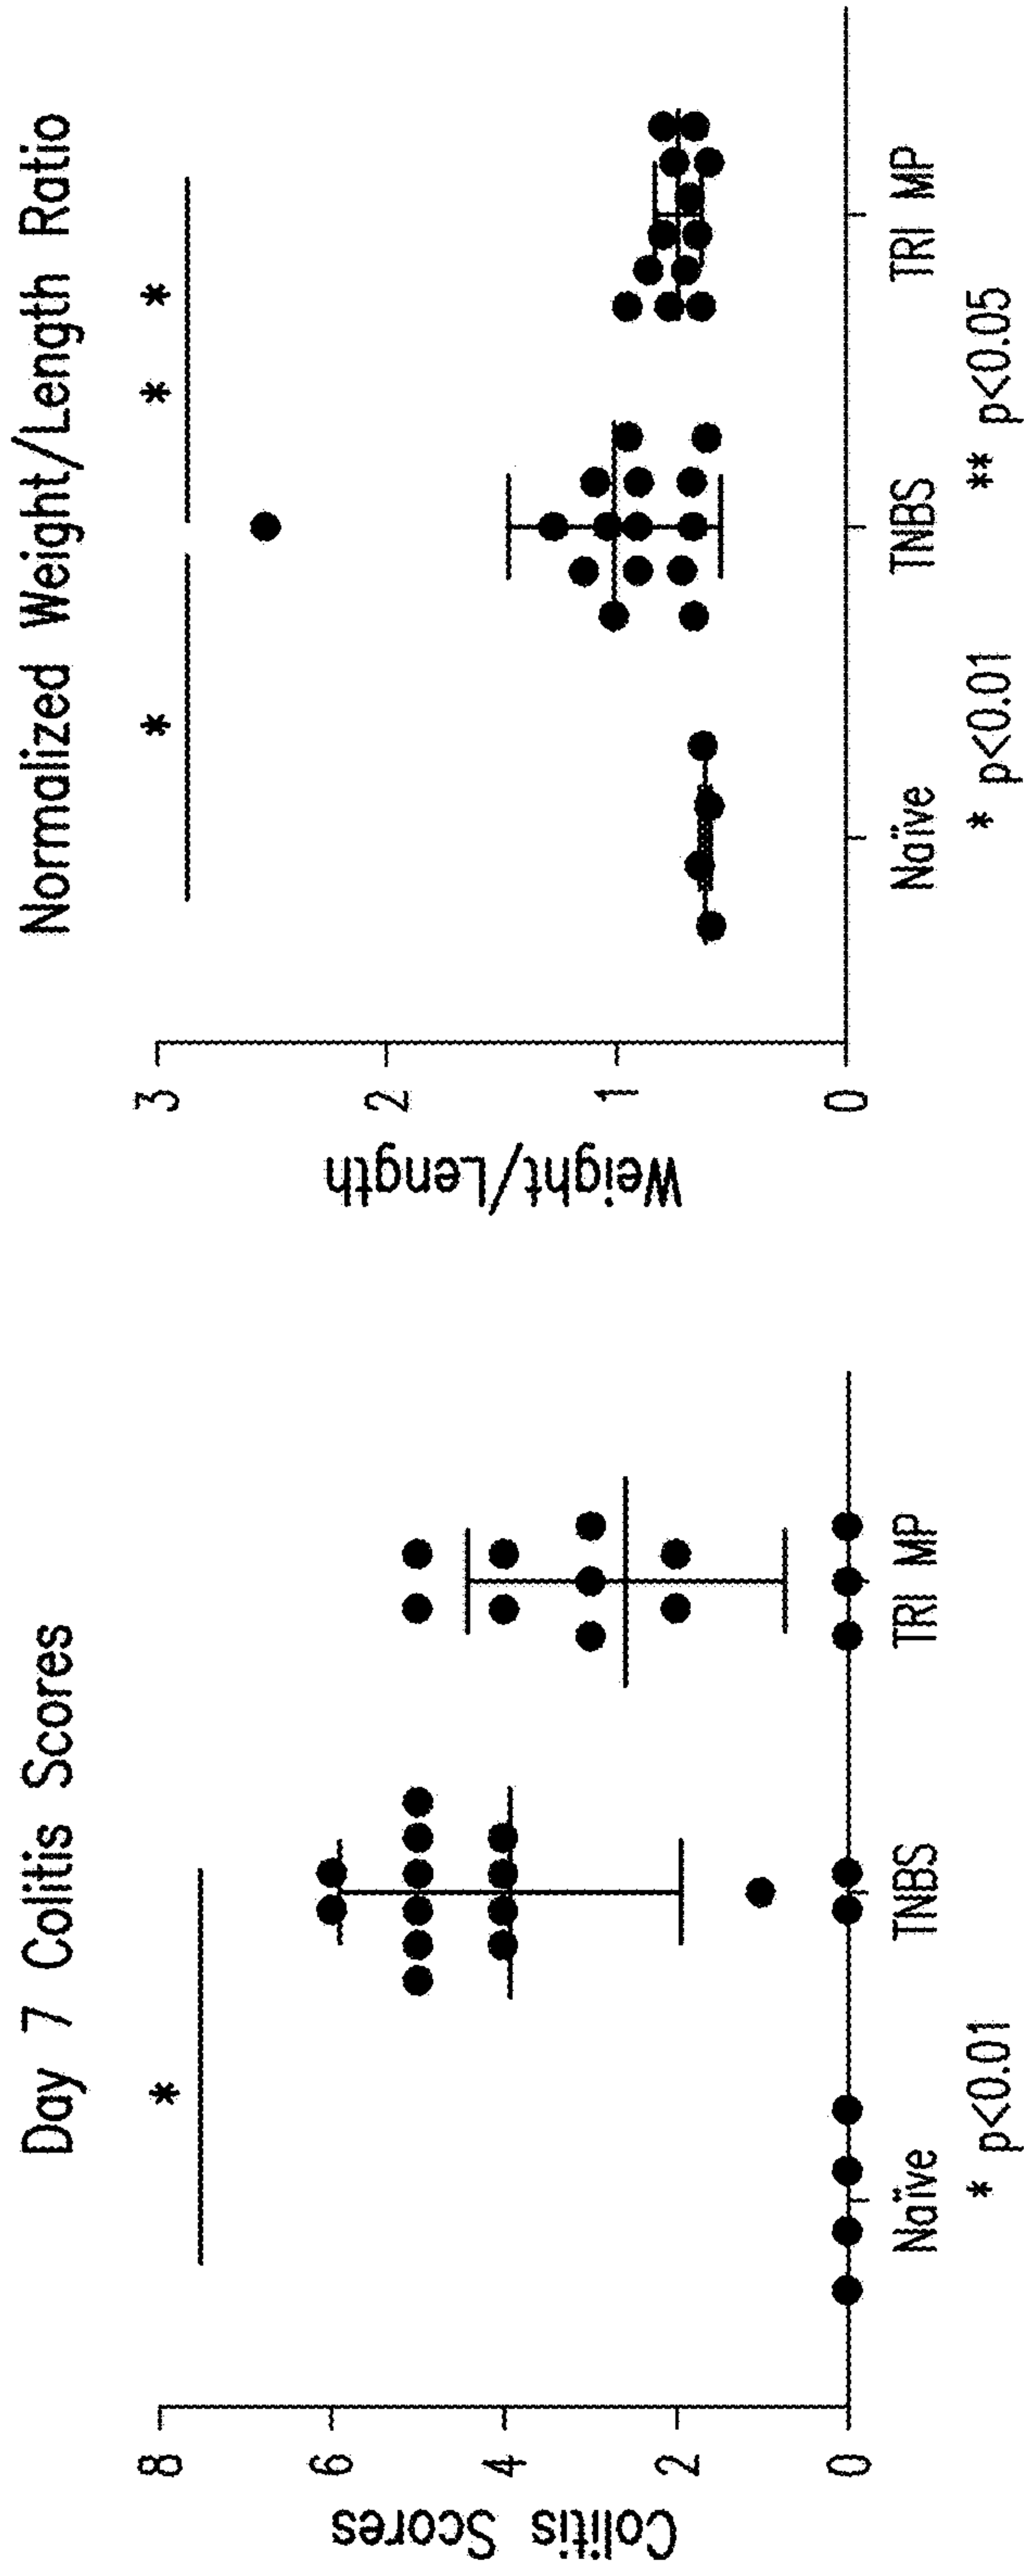 Day 7 Colitis Scores
*
Colitis Scores
8
6
4
2
0
Naïve TNBS TRI MP
* p<0.01
Normalized Weight/Length Ratio
* * *
Weight/Length
3
2
1
0
Naïve TNBS TRI MP
* p<0.01 ** p<0.05